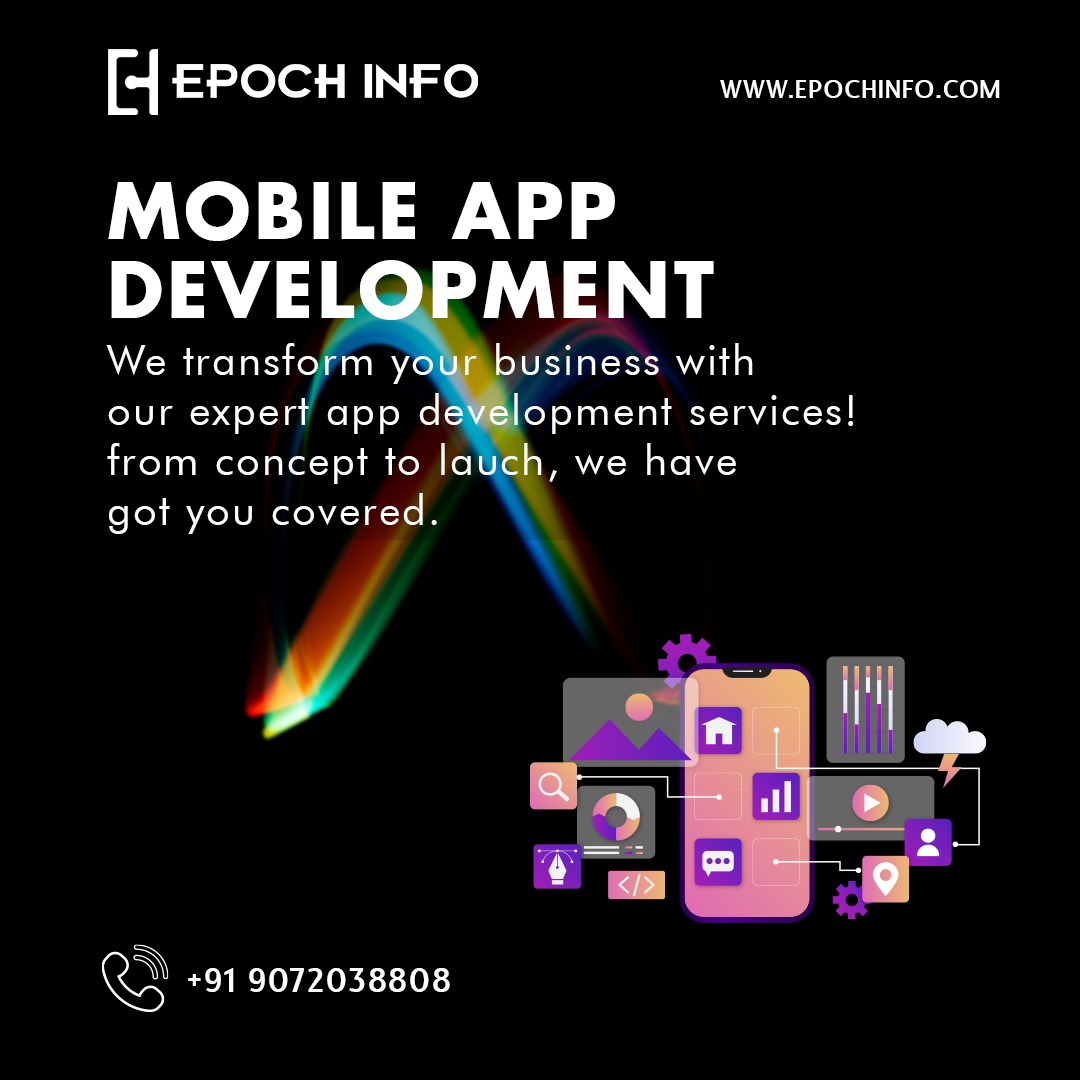 EPOCH INFO
WWW.EPOCHINFO.COM
MOBILE APP
DEVELOPMENT
We transform your business with
our expert app development services!
from concept to lauch, we have
got you covered.
</>
+91 9072038808